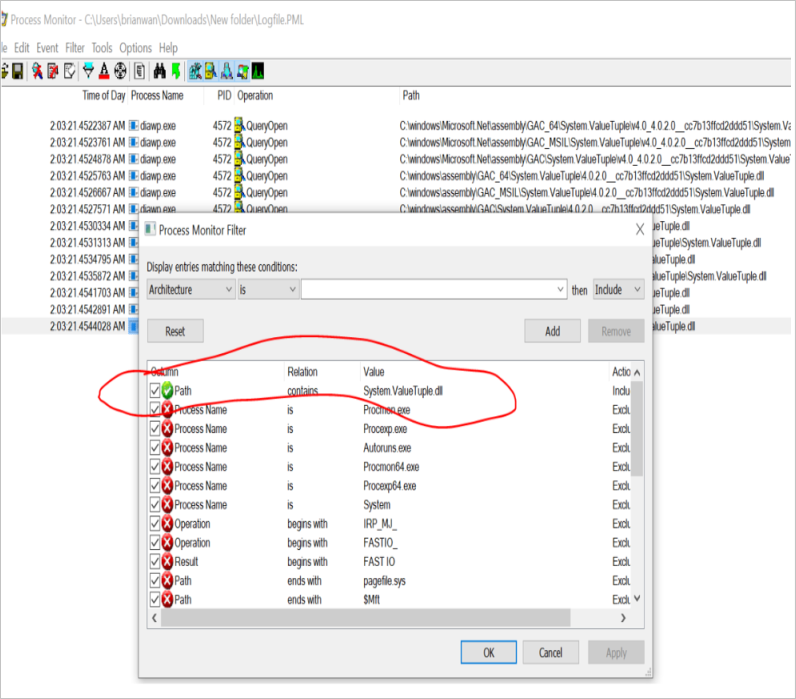 Process Monitor - C:\Users\brianwan\Downloads\New folder\Logfile.PML
le Edit Event Filter Tools Options Help
Time of Day Process Name PID Operation Path
2:03:21.4522387 AM diawp.exe 4572 QueryOpen C:\windows\Microsoft.Net\assembly\GAC_64\System.ValueTuple\v4.0_4.0.2.0__cc7b13ffcd2ddd51\System.Va
2:03:21.4523761 AM diawp.exe 4572 QueryOpen C:\windows\Microsoft.Net\assembly\GAC_MSIL\System.ValueTuple\v4.0_4.0.2.0__cc7b13ffcd2ddd51\System
2:03:21.4524878 AM diawp.exe 4572 QueryOpen C:\windows\Microsoft.Net\assembly\GAC\System.ValueTuple\v4.0_4.0.2.0__cc7b13ffcd2ddd51\System.Value
2:03:21.4525763 AM diawp.exe 4572 QueryOpen C:\windows\assembly\GAC_64\System.ValueTuple\4.0.2.0__cc7b13ffcd2ddd51\System.ValueTuple.dll
2:03:21.4526667 AM diawp.exe 4572 QueryOpen C:\windows\assembly\GAC_MSIL\System.ValueTuple\4.0.2.0__cc7b13ffcd2ddd51\System.ValueTuple.dll
2:03:21.4527571 AM diawp.exe 4572 QueryOpen C:\windows\assembly\GAC\System.ValueTuple\4.0.2.0__cc7b13ffcd2ddd51\System.ValueTuple.dll
2:03:21.4530334 AM ueTuple.dll
2:03:21.4531313 AM ueTuple\System.ValueTuple.dll
2:03:21.4534795 AM alueTuple.dll
2:03:21.4535872 AM ueTuple\System.ValueTuple.dll
2:03:21.4541703 AM ueTuple.dll
2:03:21.4542891 AM ueTuple.dll
2:03:21.4544028 AM alueTuple.dll
Process Monitor Filter
Display entries matching these conditions:
Architecture is then Include
Reset Add Remove
Column Relation Value Actio
Path contains System.ValueTuple.dll Inclu
Process Name is Procmon.exe Exclu
Process Name is Procexp.exe Exclu
Process Name is Autoruns.exe Exclu
Process Name is Procmon64.exe Exclu
Process Name is Procexp64.exe Exclu
Process Name is System Exclu
Operation begins with IRP_MJ_ Exclu
Operation begins with FASTIO_ Exclu
Result begins with FAST IO Exclu
Path ends with pagefile.sys Exclu
Path ends with $Mft Exclu
OK Cancel Apply